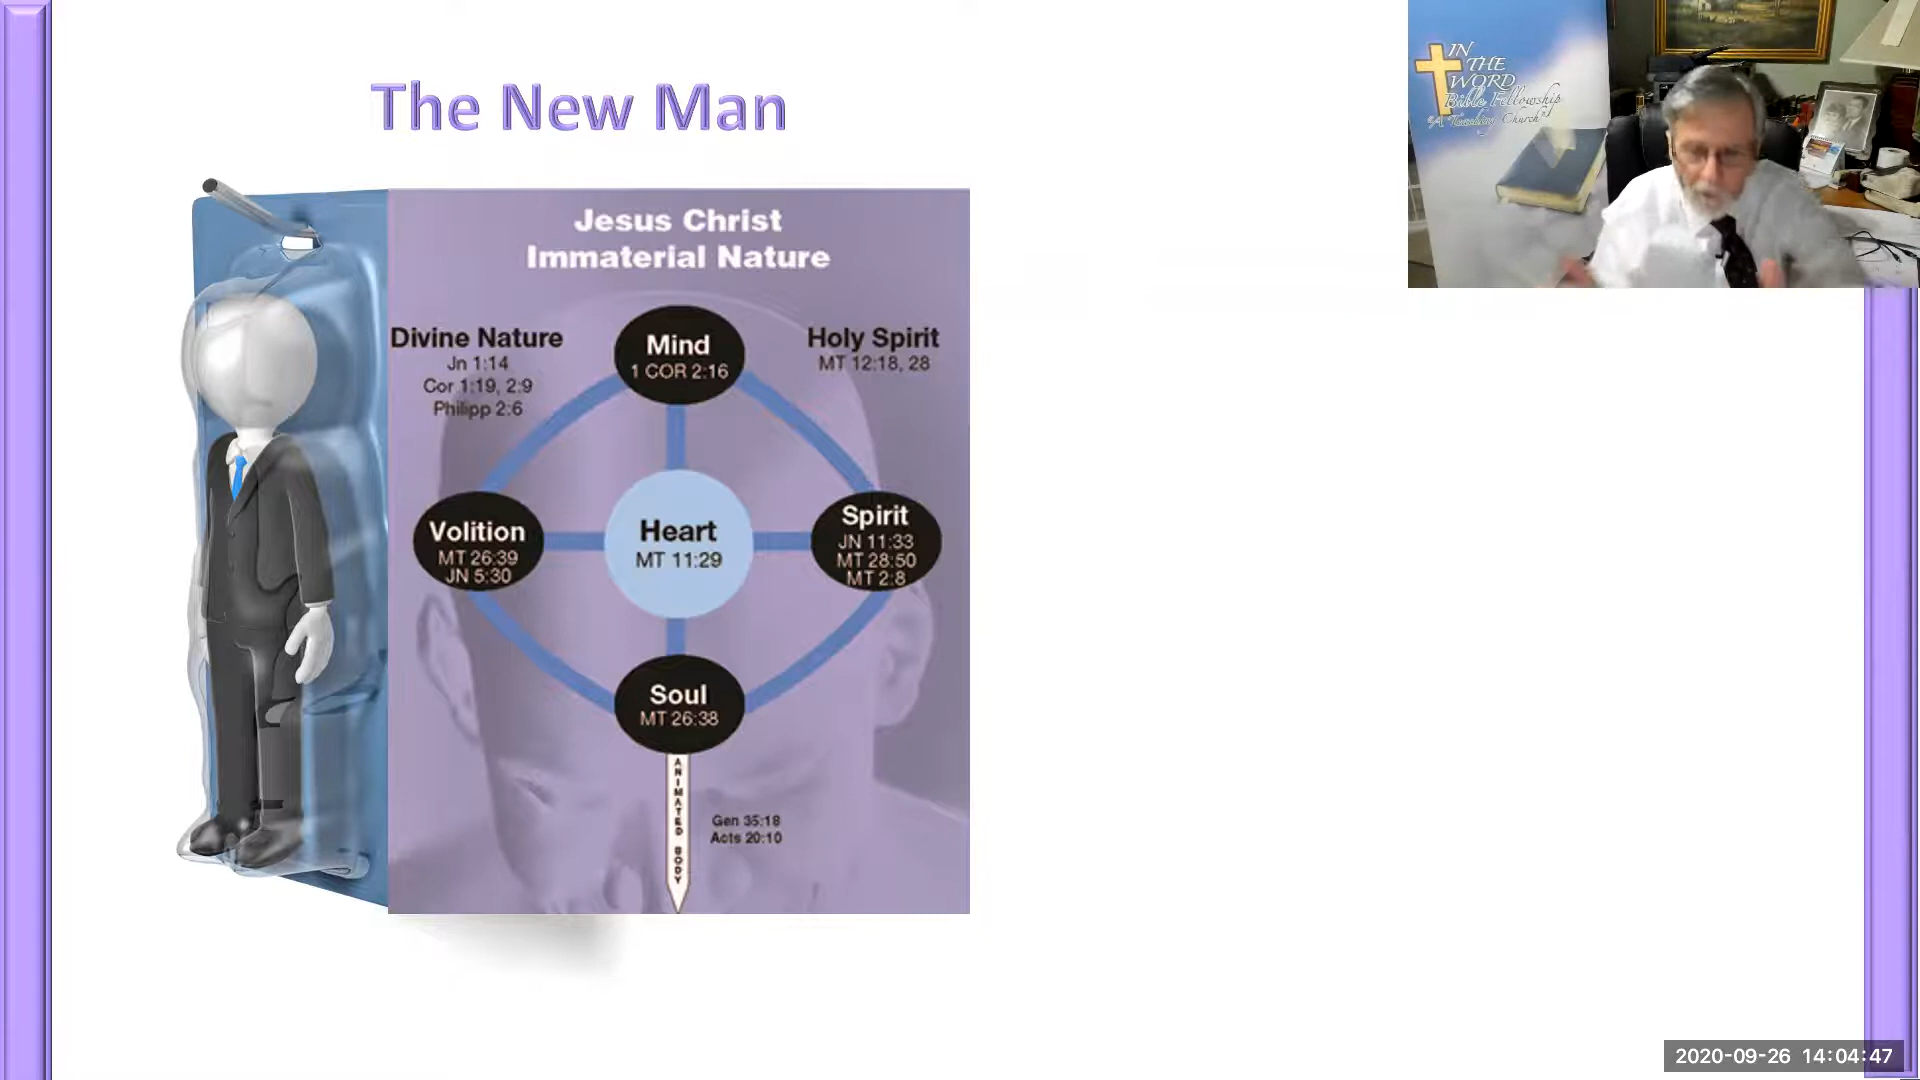 The New Man
Jesus Christ
Immaterial Nature
Divine Nature
Jn 1:14
Cor 1:19, 2:9
Philipp 2:6
Mind
1 COR 2:16
Holy Spirit
MT 12:18, 28
Volition
MT 26:39
JN 5:30
Heart
MT 11:29
Spirit
JN 11:33
MT 28:50
MT 2:8
Soul
MT 26:38
ANIMATED BODY
Gen 35:18
Acts 20:10
IN
THE
WORD
Bible Fellowship
"A Teaching Church"
2020-09-26 14:04:47